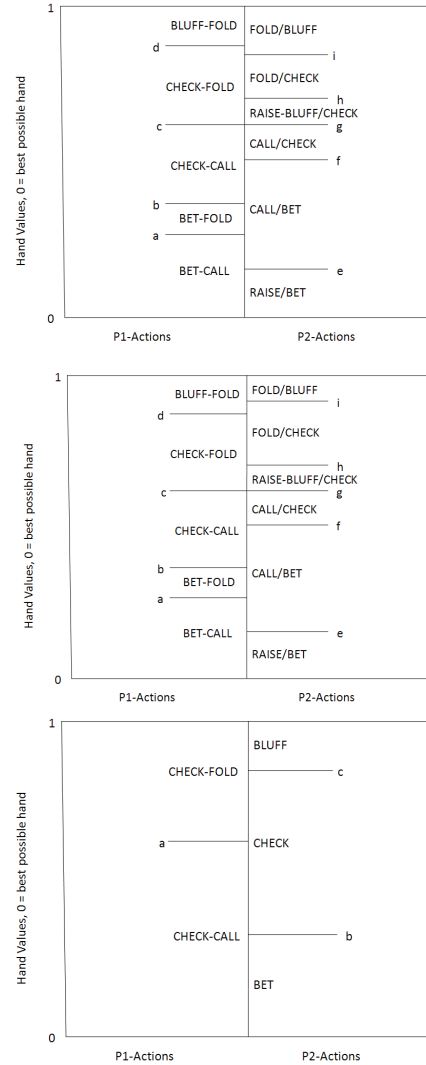 1
BLUFF-FOLD
FOLD/BLUFF
d
i
FOLD/CHECK
CHECK-FOLD
h
RAISE-BLUFF/CHECK
c
g
CALL/CHECK
f
CHECK-CALL
b
CALL/BET
BET-FOLD
a
BET-CALL
e
RAISE/BET
0
Hand Values, 0 = best possible hand
P1-Actions
P2-Actions
1
BLUFF-FOLD
FOLD/BLUFF
i
d
FOLD/CHECK
CHECK-FOLD
h
RAISE-BLUFF/CHECK
c
g
CALL/CHECK
f
CHECK-CALL
b
CALL/BET
BET-FOLD
a
BET-CALL
e
RAISE/BET
0
Hand Values, 0 = best possible hand
P1-Actions
P2-Actions
1
BLUFF
CHECK-FOLD
c
a
CHECK
CHECK-CALL
b
BET
0
Hand Values, 0 = best possible hand
P1-Actions
P2-Actions